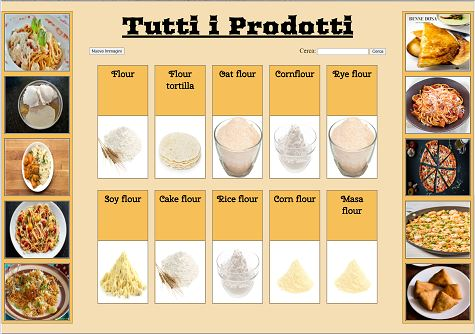 Tutti i Prodotti
Nuove Immagini
Cerca:
Cerca
Flour
Flour tortilla
Oat flour
Cornflour
Rye flour
Soy flour
Cake flour
Rice flour
Corn flour
Masa flour
BENNE DOSA